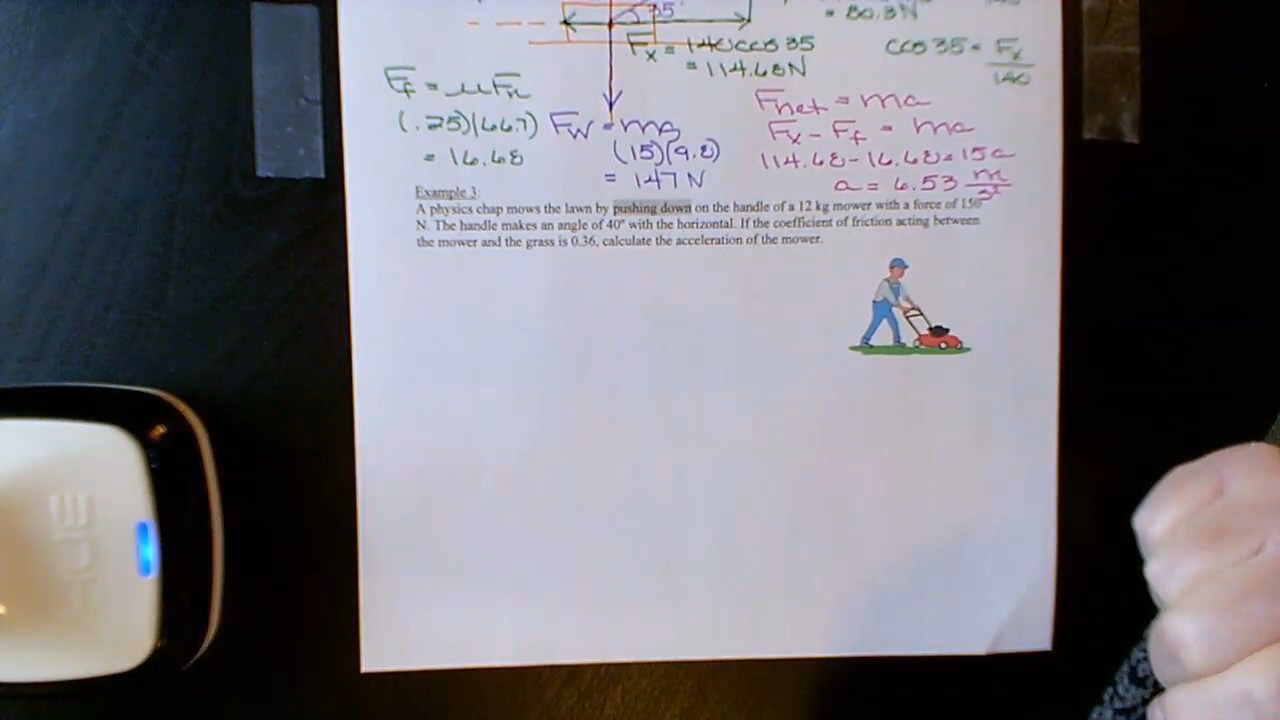 35
= 80.3N
Fx = 140cos35
= 114.68N
cos35 = Fx
140
Ff = μFn
(.25)(66.7)
= 16.68
Fw = mg
(15)(9.8)
= 147N
Fnet = ma
Fx - Ff = ma
114.68-16.68=15a
a = 6.53 m/s²
Example 3
A physics chap mows the lawn by pushing down on the handle of a 12 kg mower with a force of 150
N. The handle makes an angle of 40° with the horizontal. If the coefficient of friction acting between
the mower and the grass is 0.36, calculate the acceleration of the mower.